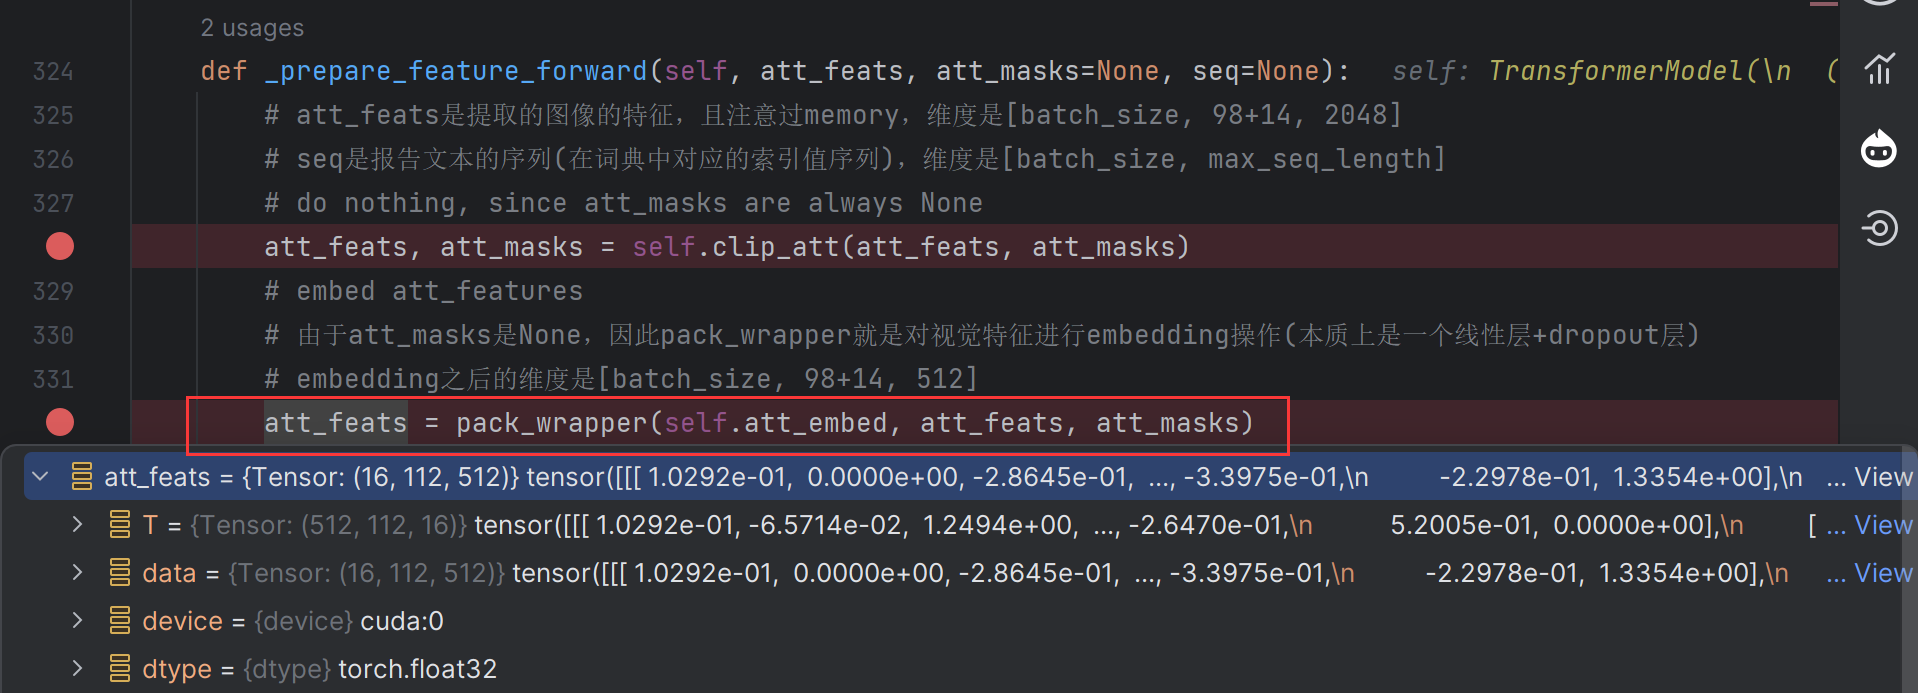 2 usages
324 def _prepare_feature_forward(self, att_feats, att_masks=None, seq=None): self: TransformerModel(\n (
325 # att_feats是提取的图像的特征，且注意过memory，维度是[batch_size, 98+14, 2048]
326 # seq是报告文本的序列(在词典中对应的索引值序列)，维度是[batch_size, max_seq_length]
327 # do nothing, since att_masks are always None
att_feats, att_masks = self.clip_att(att_feats, att_masks)
329 # embed att_features
330 # 由于att_masks是None，因此pack_wrapper就是对视觉特征进行embedding操作(本质上是一个线性层+dropout层)
331 # embedding之后的维度是[batch_size, 98+14, 512]
att_feats = pack_wrapper(self.att_embed, att_feats, att_masks)
att_feats = {Tensor: (16, 112, 512)} tensor([[[ 1.0292e-01, 0.0000e+00, -2.8645e-01, ..., -3.3975e-01,\n -2.2978e-01, 1.3354e+00],\n ... View
T = {Tensor: (512, 112, 16)} tensor([[[ 1.0292e-01, -6.5714e-02, 1.2494e+00, ..., -2.6470e-01,\n 5.2005e-01, 0.0000e+00],\n [ ... View
data = {Tensor: (16, 112, 512)} tensor([[[ 1.0292e-01, 0.0000e+00, -2.8645e-01, ..., -3.3975e-01,\n -2.2978e-01, 1.3354e+00],\n ... View
device = {device} cuda:0
dtype = {dtype} torch.float32